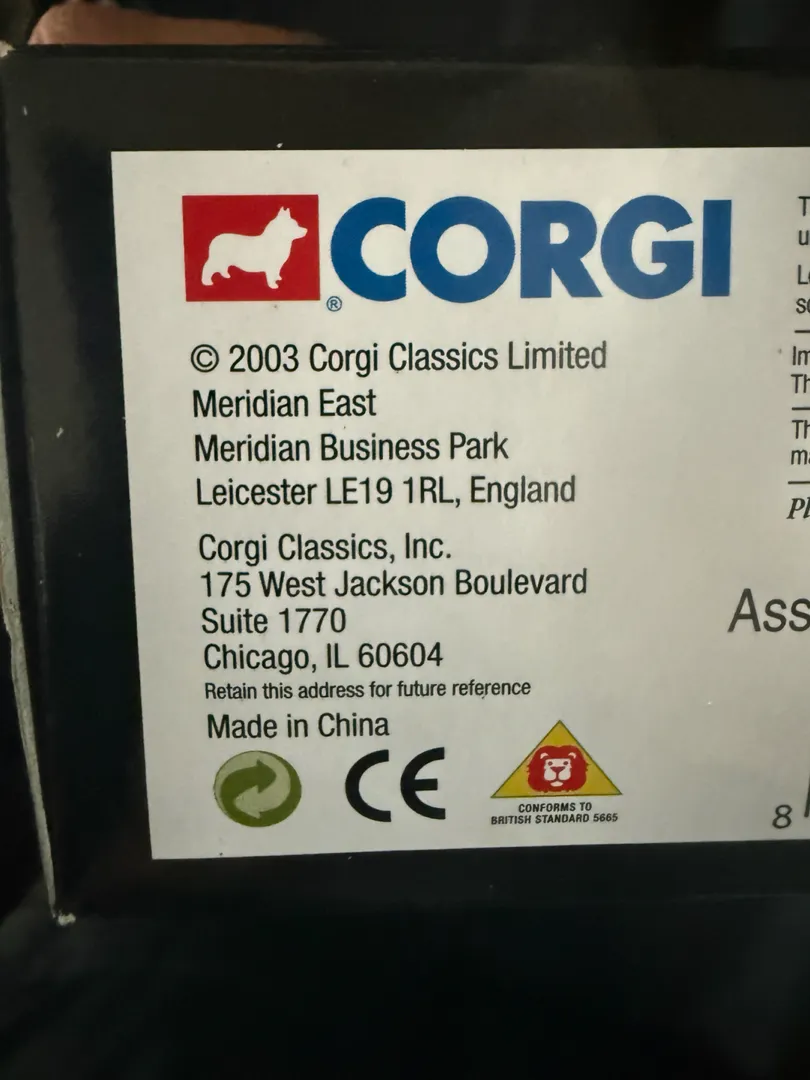 CORGI
®
© 2003 Corgi Classics Limited
Meridian East
Meridian Business Park
Leicester LE19 1RL, England
Corgi Classics, Inc.
175 West Jackson Boulevard
Suite 1770
Chicago, IL 60604
Retain this address for future reference
Made in China
CE
CONFORMS TO
BRITISH STANDARD 5665
8